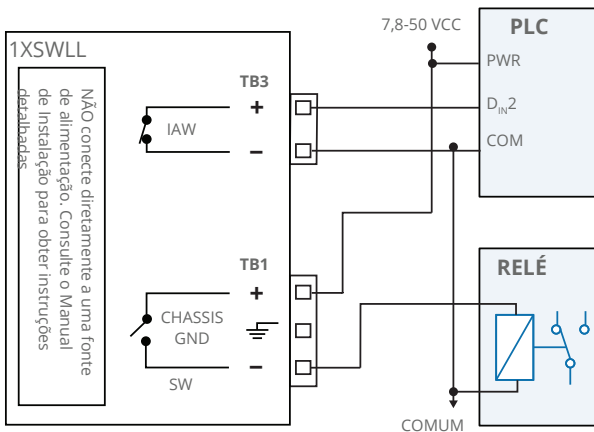 7,8-50 VCC
PLC
PWR
D_IN2
COM
1XSWLL
NÃO conecte diretamente a uma fonte
de alimentação. Consulte o Manual
de Instalação para obter instruções
detalhadas
TB3
+
IAW
−
TB1
+
CHASSIS
GND
−
SW
RELÉ
COMUM